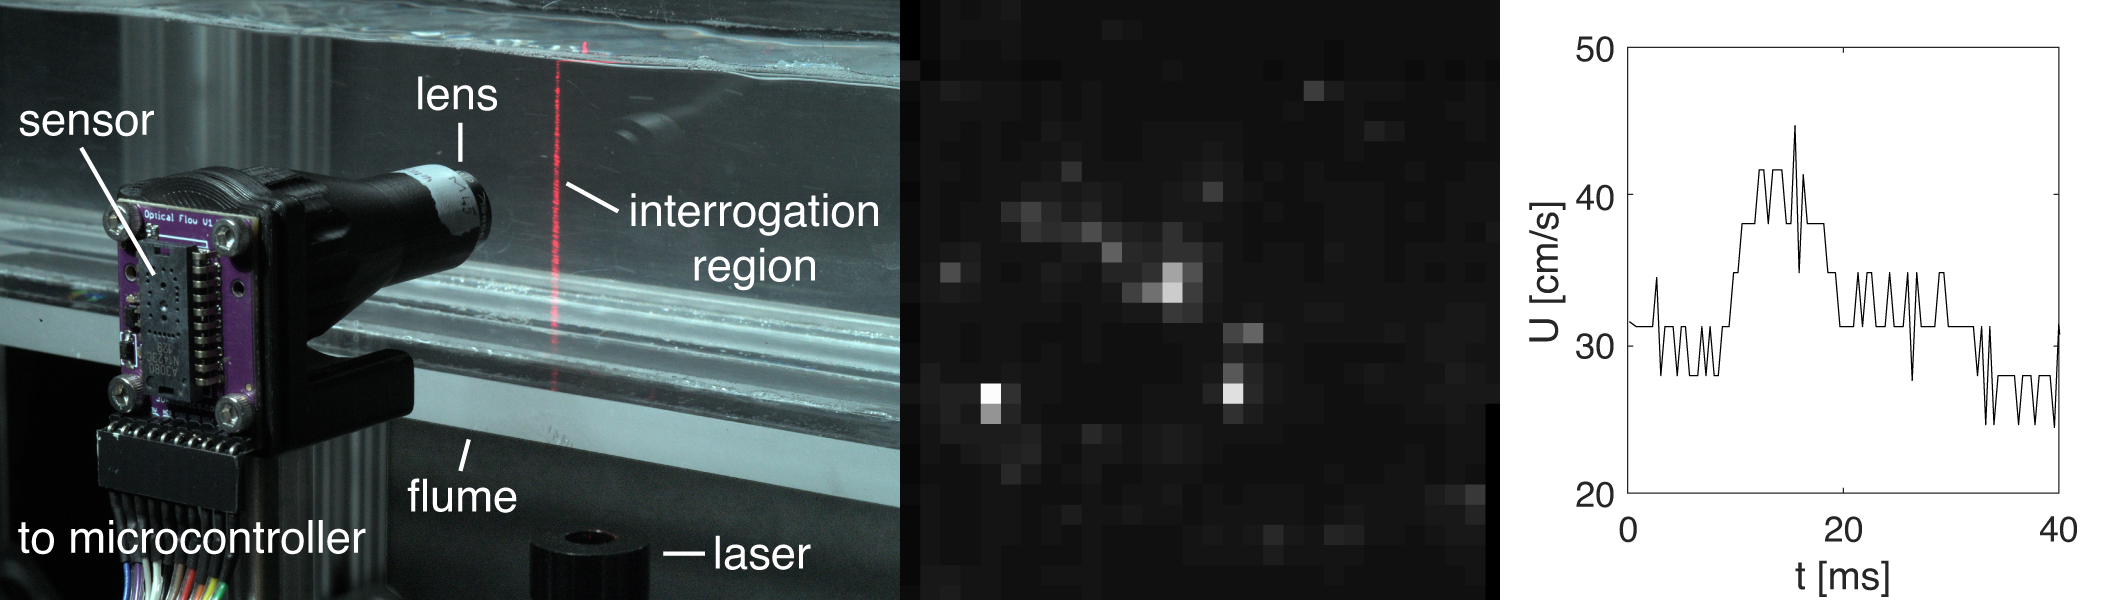 sensor
lens
interrogation
region
Optical Flow V1
A3080
flume
to microcontroller
laser
50
40
30
20
U [cm/s]
0
20
40
t [ms]